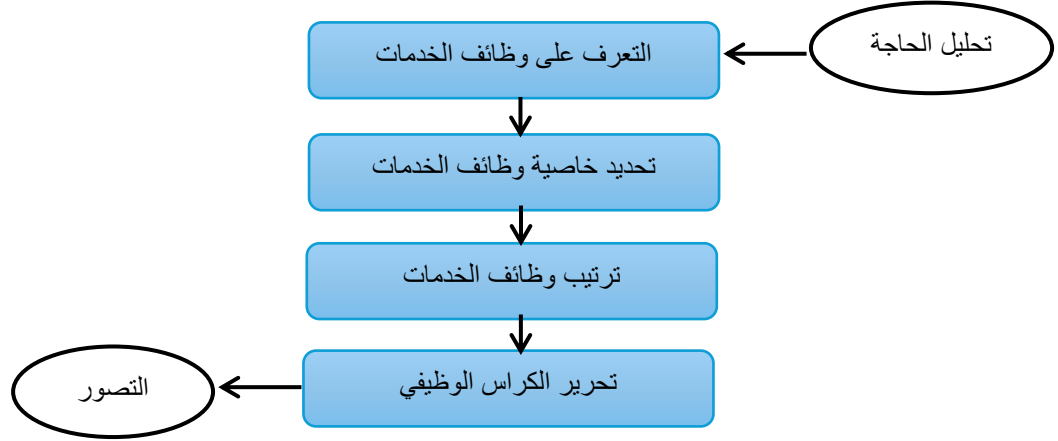 تحليل الحاجة
التعرف على وظائف الخدمات
تحديد خاصية وظائف الخدمات
ترتيب وظائف الخدمات
تحرير الكراس الوظيفي
التصور